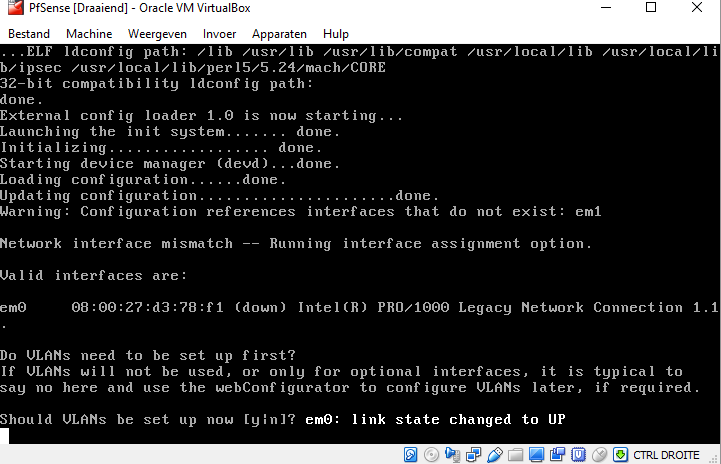 PfSense [Draaiend] - Oracle VM VirtualBox
Bestand Machine Weergeven Invoer Apparaten Hulp
...ELF ldconfig path: /lib /usr/lib /usr/lib/compat /usr/local/lib /usr/local/li
b/ipsec /usr/local/lib/perl5/5.24/mach/CORE
32-bit compatibility ldconfig path:
done.
External config loader 1.0 is now starting...
Launching the init system....... done.
Initializing.................. done.
Starting device manager (devd)...done.
Loading configuration......done.
Updating configuration......................done.
Warning: Configuration references interfaces that do not exist: em1
Network interface mismatch -- Running interface assignment option.
Valid interfaces are:
em0 08:00:27:d3:78:f1 (down) Intel(R) PRO/1000 Legacy Network Connection 1.1
.
Do VLANs need to be set up first?
If VLANs will not be used, or only for optional interfaces, it is typical to
say no here and use the webConfigurator to configure VLANs later, if required.
Should VLANs be set up now [y|n]? em0: link state changed to UP
CTRL DROITE